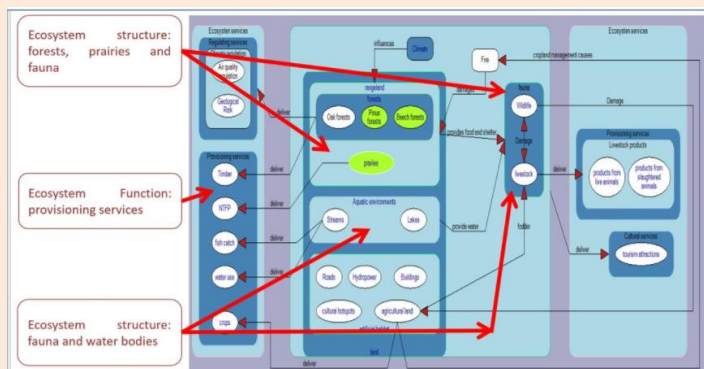 Ecosystem structure:
forests, prairies and
fauna
Ecosystem Function:
provisioning services
Ecosystem structure:
fauna and water bodies
Ecosystem services
Regulating services
Air quality
regulation
Geological
Risk
deliver
Provisioning services
Timber
deliver
NTFP
deliver
fish catch
deliver
water use
deliver
crops
deliver
influences
Climate
rangeland
forests
Oak forests
Pinus
forests
Beech forests
prairies
Aquatic environments
Streams
Lakes
Roads
Hydropower
Buildings
cultural hotspots
agricultural land
artificial habitat
land
Fire
damages
cropland management causes
provides food and shelter
provide water
fauna
Wildlife
Damage
livestock
fodder
Damage
deliver
deliver
Ecosystem services
Provisioning services
Livestock products
products from
live animals
products from
slaughtered
animals
Cultural services
tourism attractions